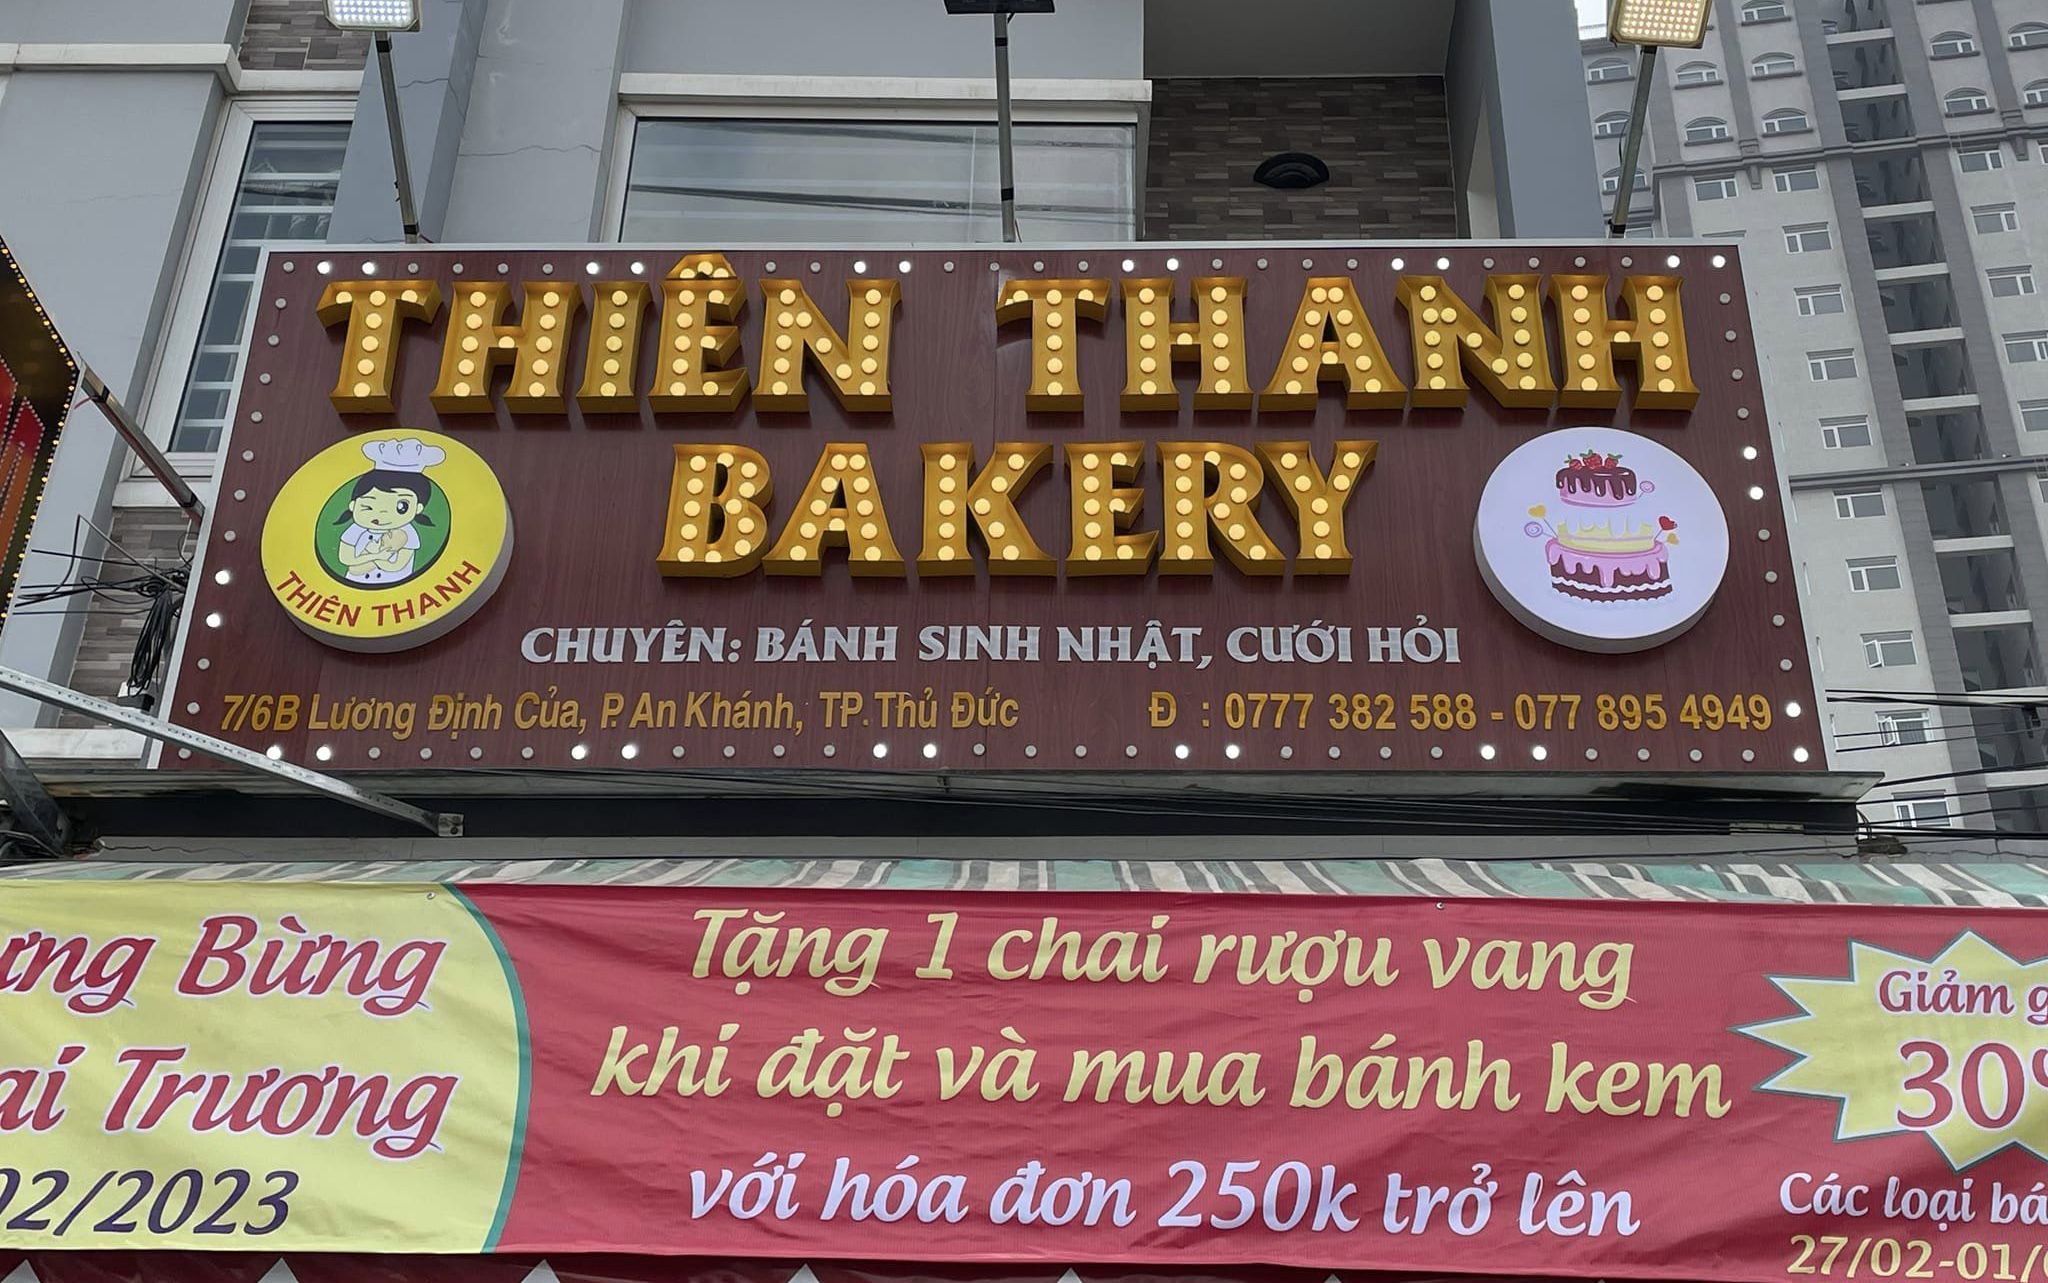 THIÊN THANH
BAKERY
THIÊN THANH
CHUYÊN: BÁNH SINH NHẬT, CƯỚI HỎI
7/6B Lương Định Của, P. An Khánh, TP. Thủ Đức
Đ : 0777 382 588 - 077 895 4949
Bừng
Trương
02/2023
Tặng 1 chai rượu vang
khi đặt và mua bánh kem
với hóa đơn 250k trở lên
Giảm
30%
Các loại
27/02-01/